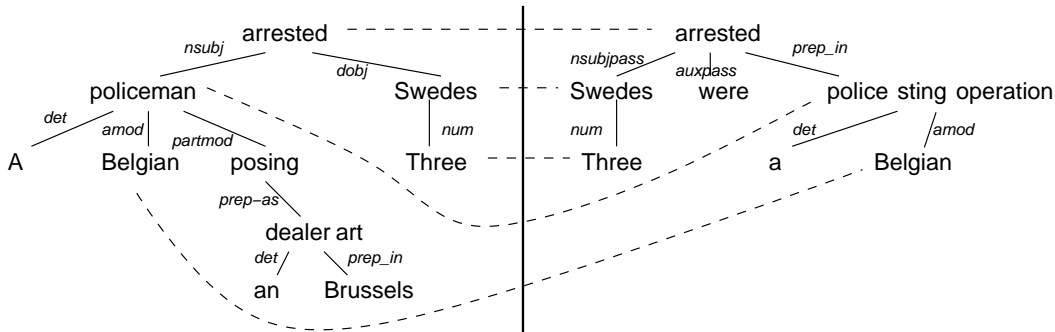 arrested arrested
nsubj dobj nsubjpass auxpass prep_in
policeman Swedes Swedes were police sting operation
det amod partmod num num det amod
A Belgian posing Three Three a Belgian
prep−as
dealer art
det prep_in
an Brussels